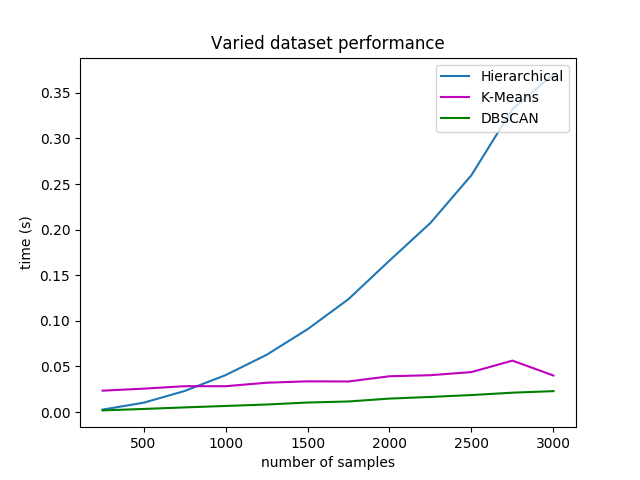 Varied dataset performance
Hierarchical
K-Means
DBSCAN
0.35
0.30
0.25
0.20
0.15
0.10
0.05
0.00
time (s)
500
1000
1500
2000
2500
3000
number of samples